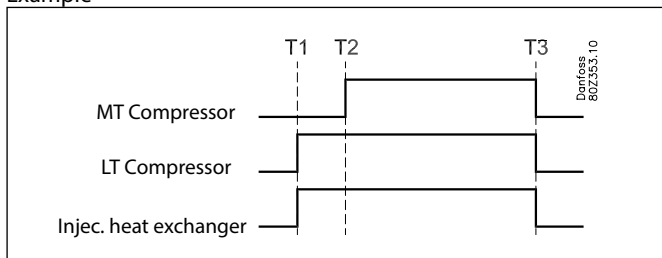 Example
T1 T2 T3
Danfoss
80Z353.10
MT Compressor
LT Compressor
Injec. heat exchanger